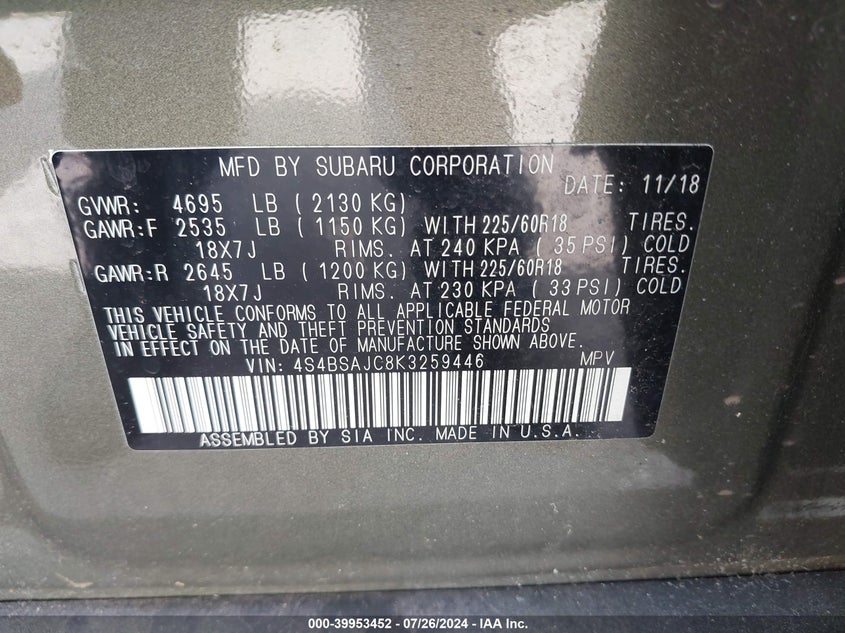 MFD BY SUBARU CORPORATION
DATE: 11/18
GVWR: 4695 LB ( 2130 KG)
GAWR:F 2535 LB ( 1150 KG) WITH 225/60R18 TIRES.
18X7J RIMS. AT 240 KPA ( 35 PSI) COLD
GAWR:R 2645 LB ( 1200 KG) WITH 225/60R18 TIRES.
18X7J RIMS. AT 230 KPA ( 33 PSI) COLD
THIS VEHICLE CONFORMS TO ALL APPLICABLE FEDERAL MOTOR
VEHICLE SAFETY AND THEFT PREVENTION STANDARDS
IN EFFECT ON THE DATE OF MANUFACTURE SHOWN ABOVE.
VIN: 4S4BSAJC8K3259446 MPV
ASSEMBLED BY SIA INC. MADE IN U.S.A.
000-39953452 - 07/26/2024 - IAA Inc.